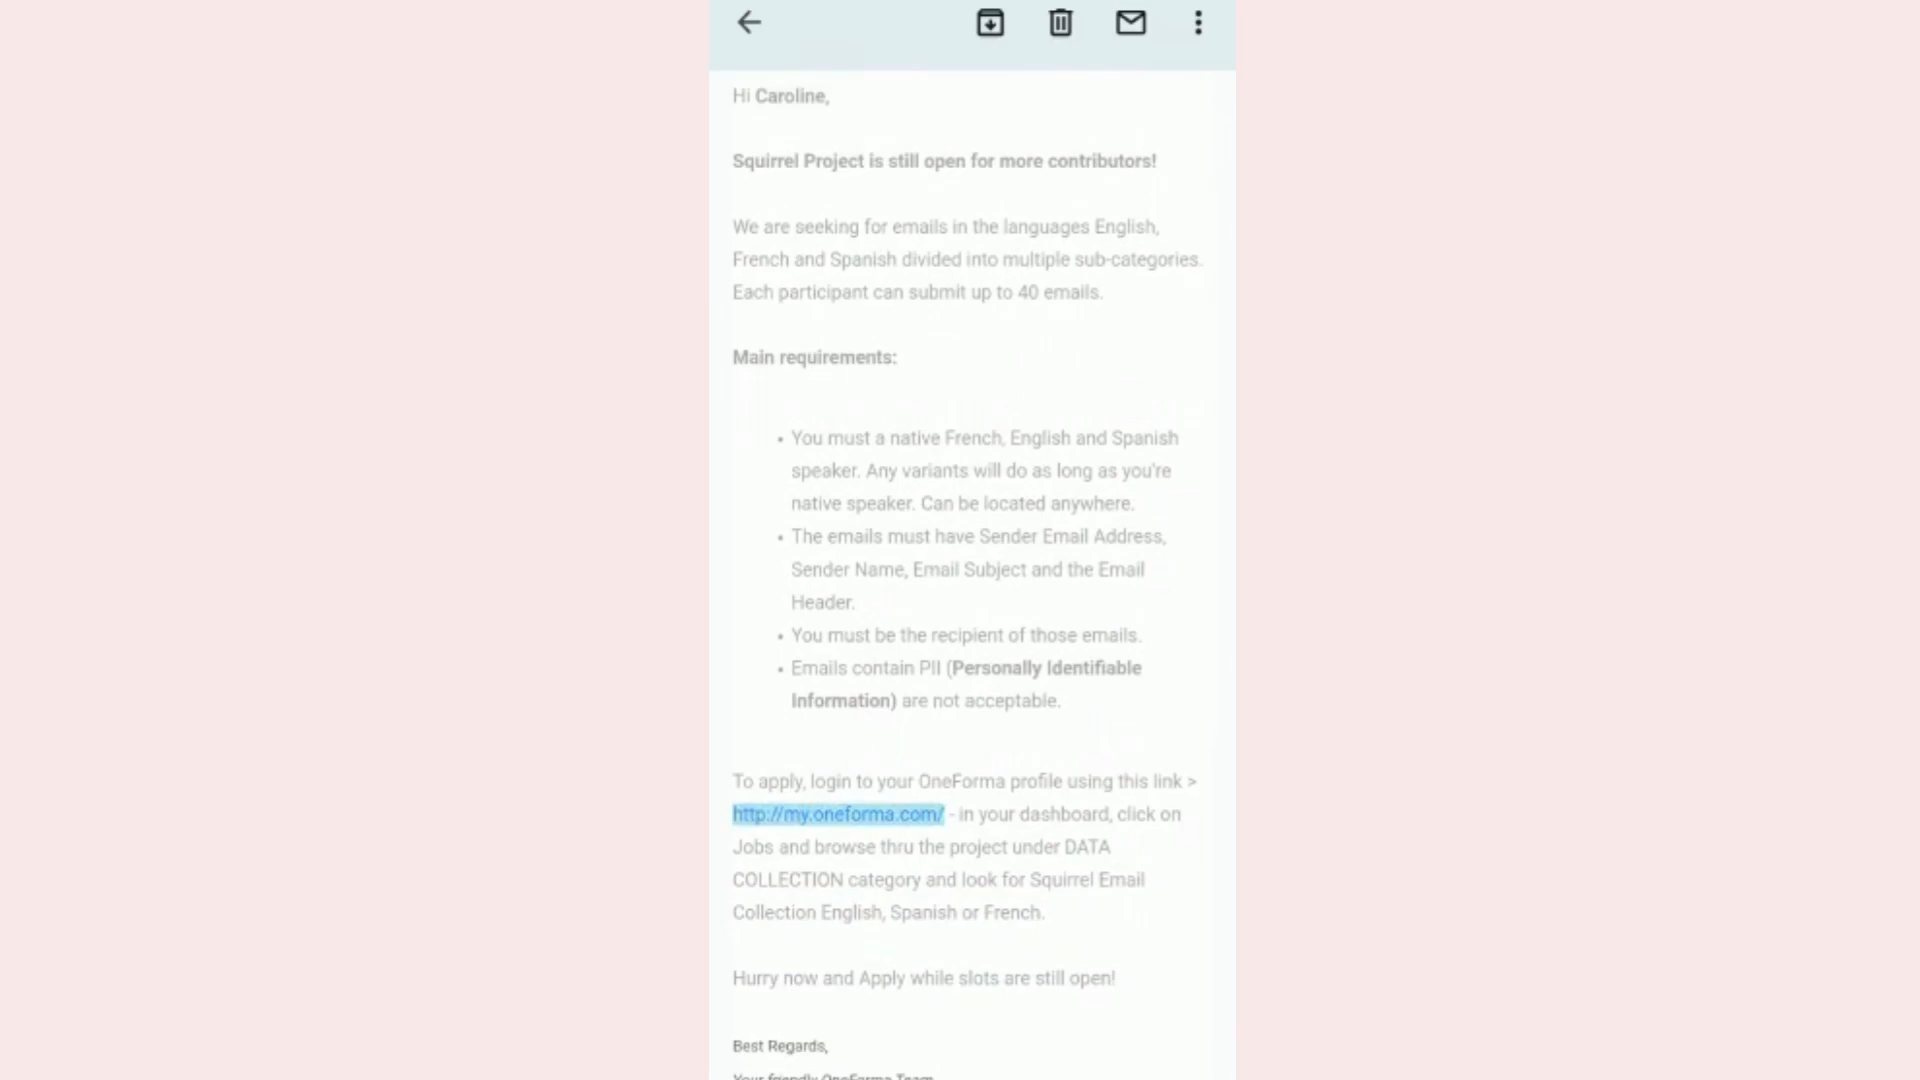 Hi Caroline,
Squirrel Project is still open for more contributors!
We are seeking for emails in the languages English,
French and Spanish divided into multiple sub-categories.
Each participant can submit up to 40 emails.
Main requirements:
• You must a native French, English and Spanish
speaker. Any variants will do as long as you're
native speaker. Can be located anywhere.
• The emails must have Sender Email Address,
Sender Name, Email Subject and the Email
Header.
• You must be the recipient of those emails.
• Emails contain PII (Personally Identifiable
Information) are not acceptable.
To apply, login to your OneForma profile using this link >
http://my.oneforma.com/ - in your dashboard, click on
Jobs and browse thru the project under DATA
COLLECTION category and look for Squirrel Email
Collection English, Spanish or French.
Hurry now and Apply while slots are still open!
Best Regards,
Your friendly OneForma Team